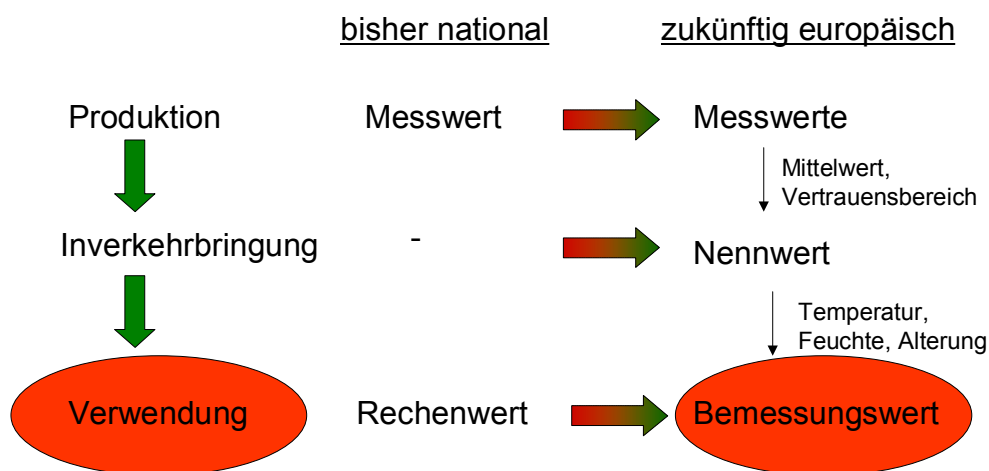 bisher national
zukünftig europäisch
Produktion
Messwert
Messwerte
Mittelwert,
Vertrauensbereich
Inverkehrbringung
-
Nennwert
Temperatur,
Feuchte, Alterung
Verwendung
Rechenwert
Bemessungswert